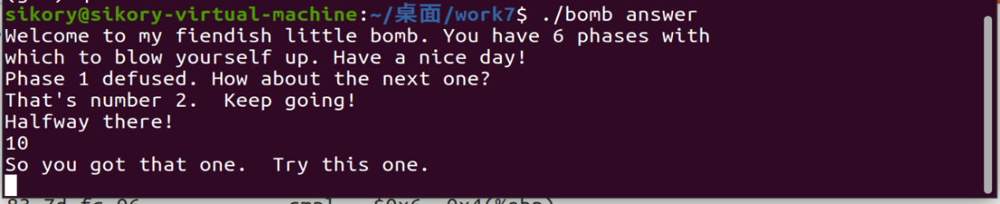 sikory@sikory-virtual-machine:~/桌面/work7$ ./bomb answer
Welcome to my fiendish little bomb. You have 6 phases with
which to blow yourself up. Have a nice day!
Phase 1 defused. How about the next one?
That's number 2.  Keep going!
Halfway there!
10
So you got that one.  Try this one.